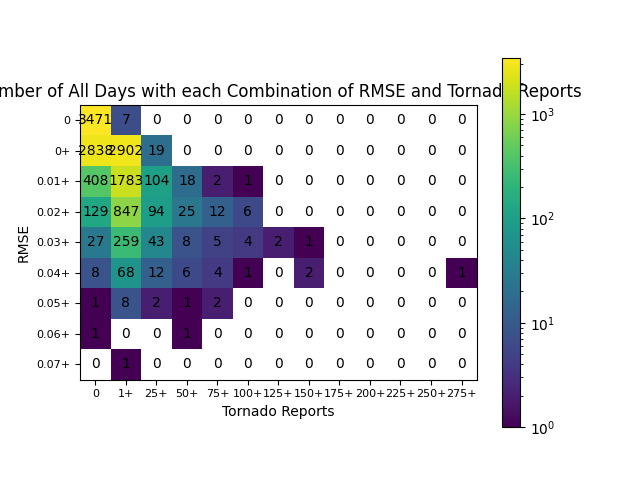 mber of All Days with each Combination of RMSE and Tornado Reports
RMSE
0 3471 7 0 0 0 0 0 0 0 0 0 0 0
0+ 2838 2902 19 0 0 0 0 0 0 0 0 0 0
0.01+ 408 1783 104 18 2 1 0 0 0 0 0 0 0
0.02+ 129 847 94 25 12 6 0 0 0 0 0 0 0
0.03+ 27 259 43 8 5 4 2 1 0 0 0 0 0
0.04+ 8 68 12 6 4 1 0 2 0 0 0 0 1
0.05+ 1 8 2 1 2 0 0 0 0 0 0 0 0
0.06+ 1 0 0 1 0 0 0 0 0 0 0 0 0
0.07+ 0 1 0 0 0 0 0 0 0 0 0 0 0
0 1+ 25+ 50+ 75+ 100+ 125+ 150+ 175+ 200+ 225+ 250+ 275+
Tornado Reports
10³
10²
10¹
10⁰